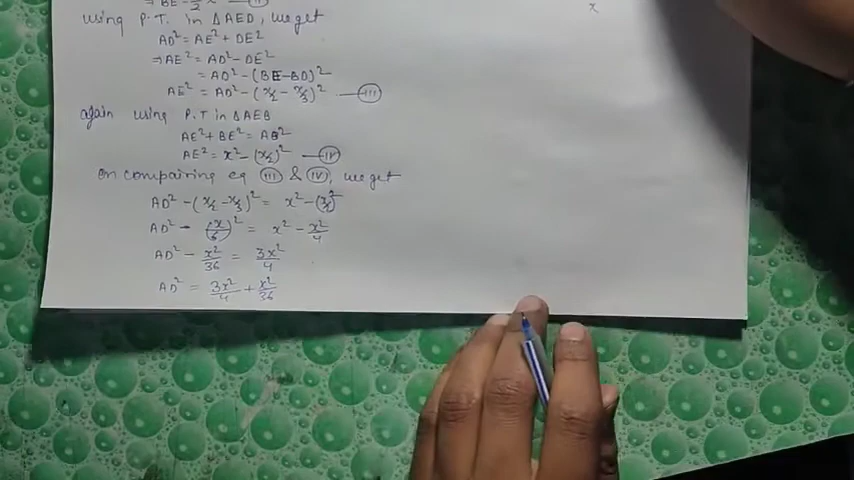 ⇒ BE = x/2 — (II)
using P.T. in ΔAED, we get
AD² = AE² + DE²
⇒ AE² = AD² - DE²
= AD² - (BE - BD)²
AE² = AD² - (x/2 - x/3)² — (III)
again using P.T in ΔAEB
AE² + BE² = AB²
AE² = x² - (x/2)² — (IV)
On comparing eq (III) & (IV), we get
AD² - (x/2 - x/3)² = x² - (x/2)²
AD² - (x/6)² = x² - x²/4
AD² - x²/36 = 3x²/4
AD² = 3x²/4 + x²/36
x